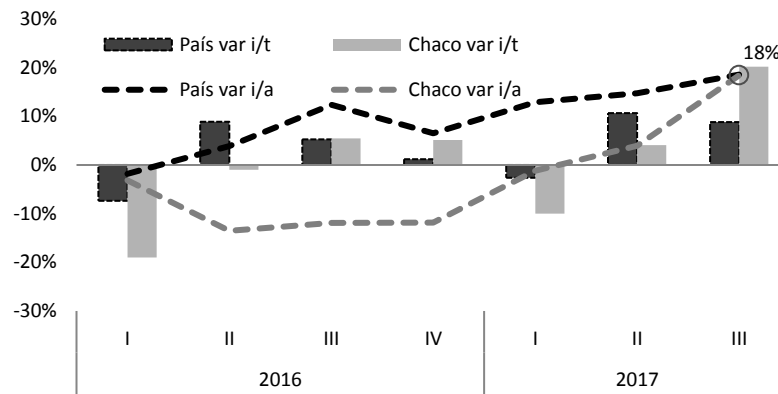 30%
País var i/t
Chaco var i/t
18%
20%
País var i/a
Chaco var i/a
10%
0%
-10%
-20%
-30%
I II III IV I II III
2016 2017